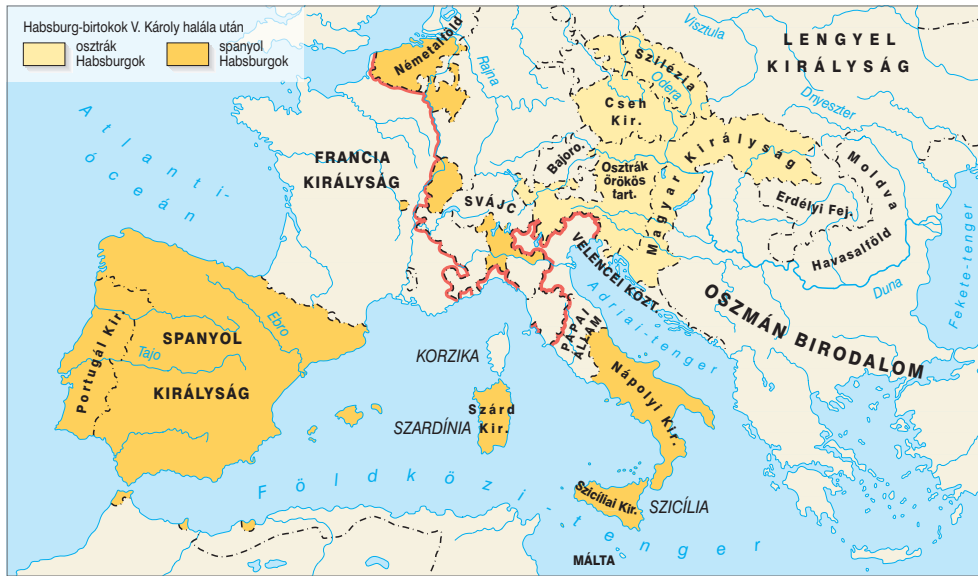 Habsburg-birtokok V. Károly halála után
osztrák
Habsburgok
spanyol
Habsburgok
Németalföld
Rajna
Visztula
LENGYEL
KIRÁLYSÁG
Szilézia
Odera
Cseh
Kir.
Dnyeszter
Atlanti-
óceán
FRANCIA
KIRÁLYSÁG
Bajoro.
Osztrák
örökös
tart.
Magyar Királyság
Moldva
Erdélyi Fej.
SVÁJC
Havasalföld
VELENCEI KÖZT.
Duna
Fekete-tenger
OSZMÁN BIRODALOM
Adriai-tenger
PÁPAI
ÁLLAM
Portugál Kir.
Tajo
SPANYOL
Ebro
KIRÁLYSÁG
KORZIKA
SZARDÍNIA
Szárd
Kir.
Nápolyi Kir.
Szicíliai Kir.
SZICÍLIA
Földközi-tenger
MÁLTA